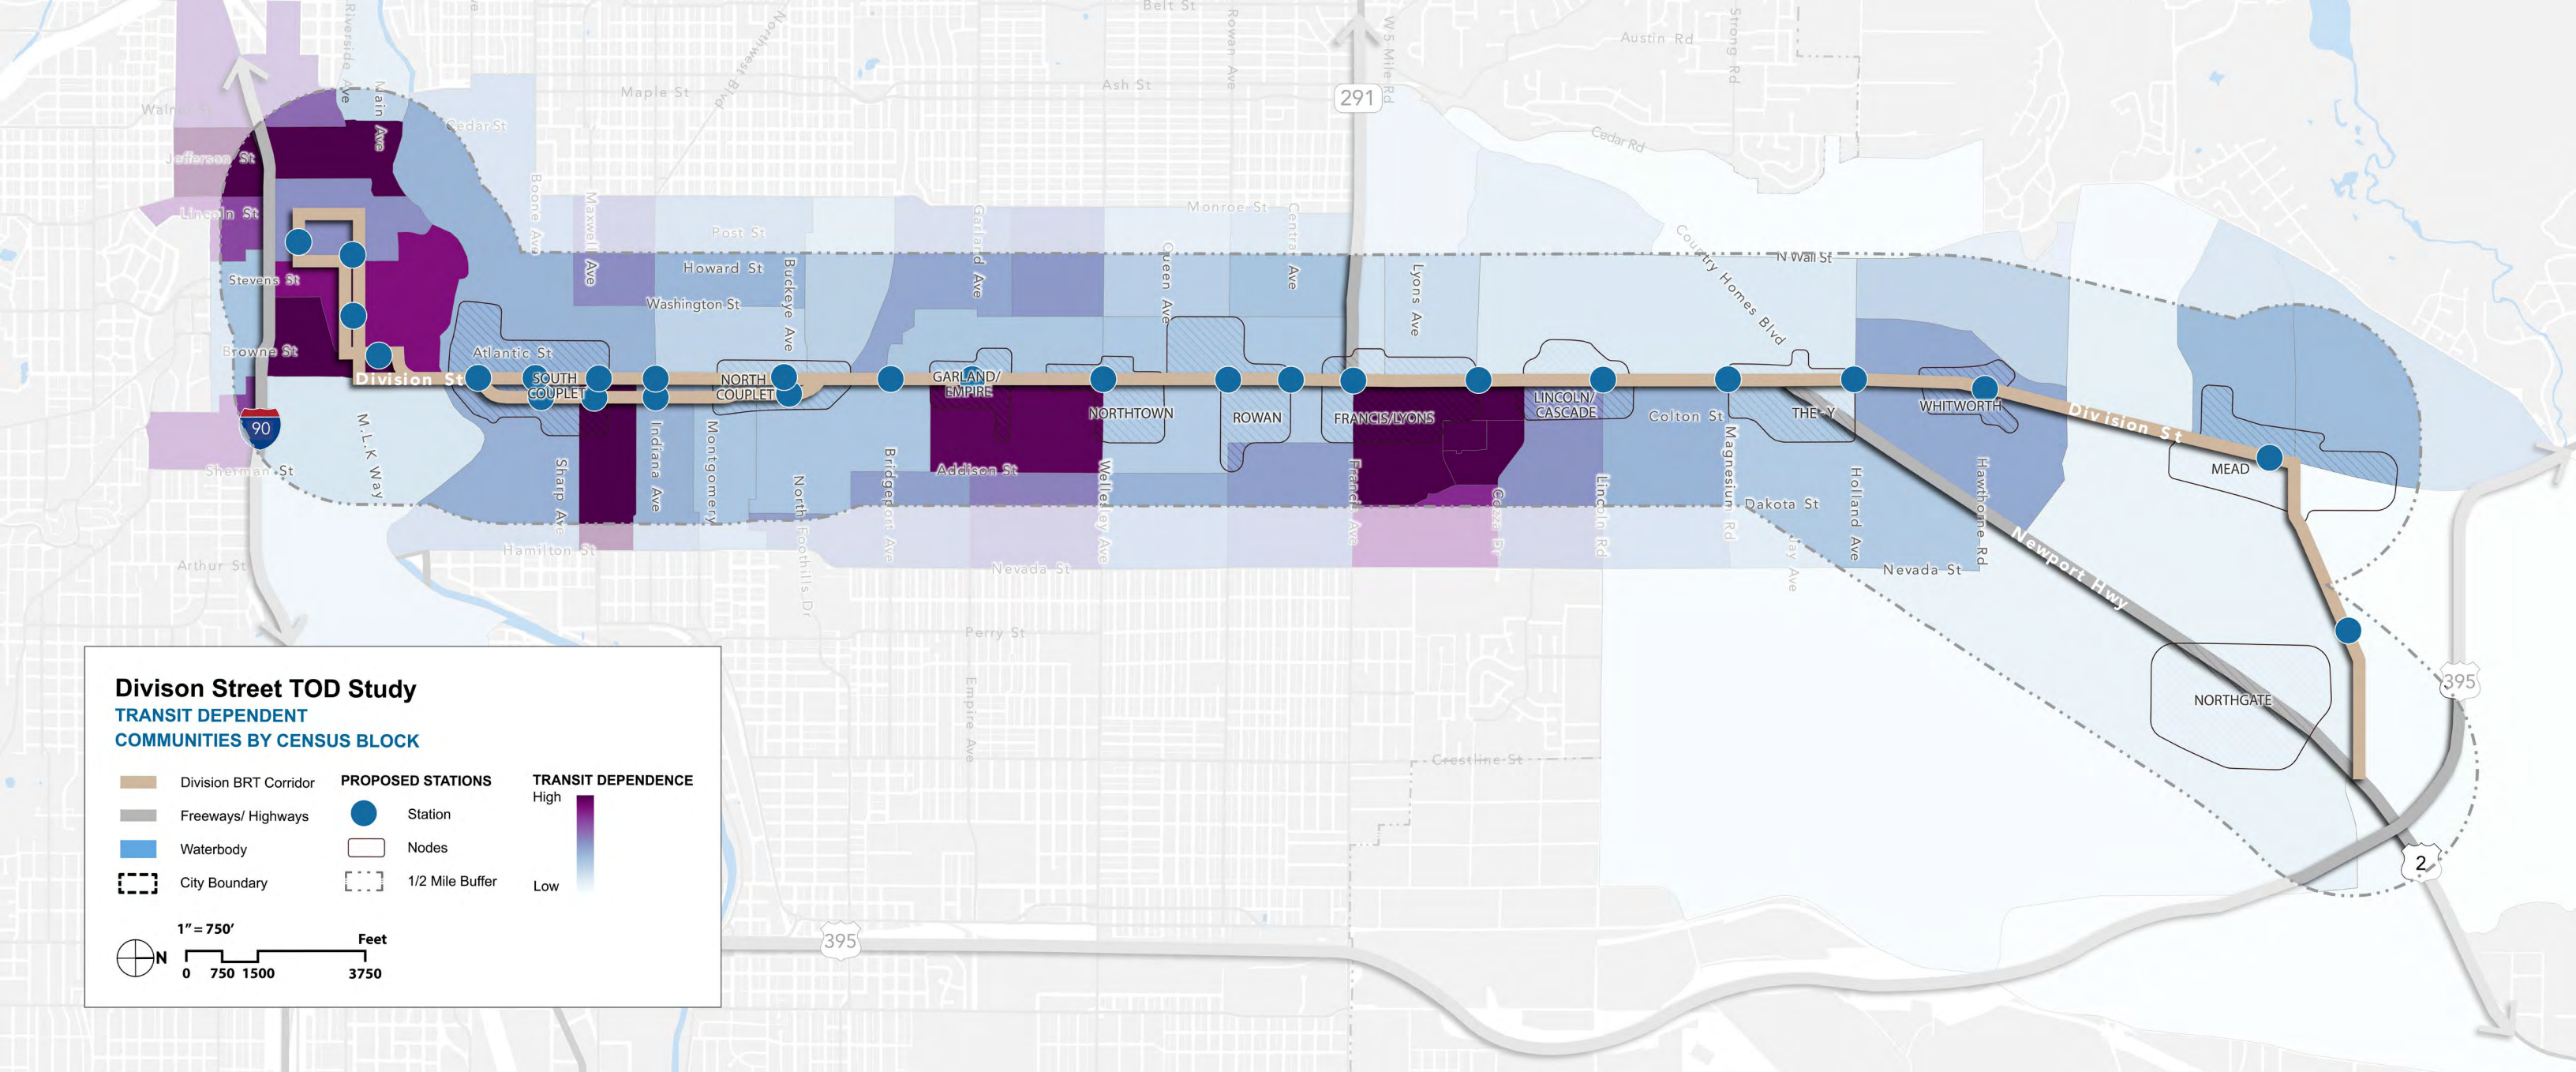 Belt St
Riverside Ave
Northwest Blvd
Rowan Ave
W 5-Mile Rd
Austin Rd
Strong Rd
Maple St
Ash St
291
Main Ave
Cedar St
Cedar Rd
Jefferson St
Boone Ave
Maxwell Ave
Lincoln St
Post St
Garland Ave
Monroe St
Central Ave
Queen Ave
Country Homes Blvd
N Wall St
Howard St
Buckeye Ave
Stevens St
Washington St
Lyons Ave
Browne St
Atlantic St
Division St
SOUTH
COUPLET
NORTH
COUPLET
GARLAND/
EMPIRE
NORTHTOWN
ROWAN
FRANCIS/LYONS
LINCOLN/
CASCADE
Colton St
THE Y
WHITWORTH
Division St
90
M.L.K Way
Sherman St
Sharp Ave
Indiana Ave
Montgomery
North Foothills Dr
Bridgeport Ave
Addison St
Wellesley Ave
Francis Ave
Lincoln Rd
Magnesium Rd
Dakota St
Holland Ave
Hawthorne Rd
MEAD
Hamilton St
Arthur St
Nevada St
Nevada St
Newport Hwy
Perry St
Empire Ave
Crestline St
NORTHGATE
395
2
395
Divison Street TOD Study
TRANSIT DEPENDENT
COMMUNITIES BY CENSUS BLOCK
Division BRT Corridor
Freeways/ Highways
Waterbody
City Boundary
PROPOSED STATIONS
Station
Nodes
1/2 Mile Buffer
TRANSIT DEPENDENCE
High
Low
1” = 750’
Feet
N
0 750 1500 3750